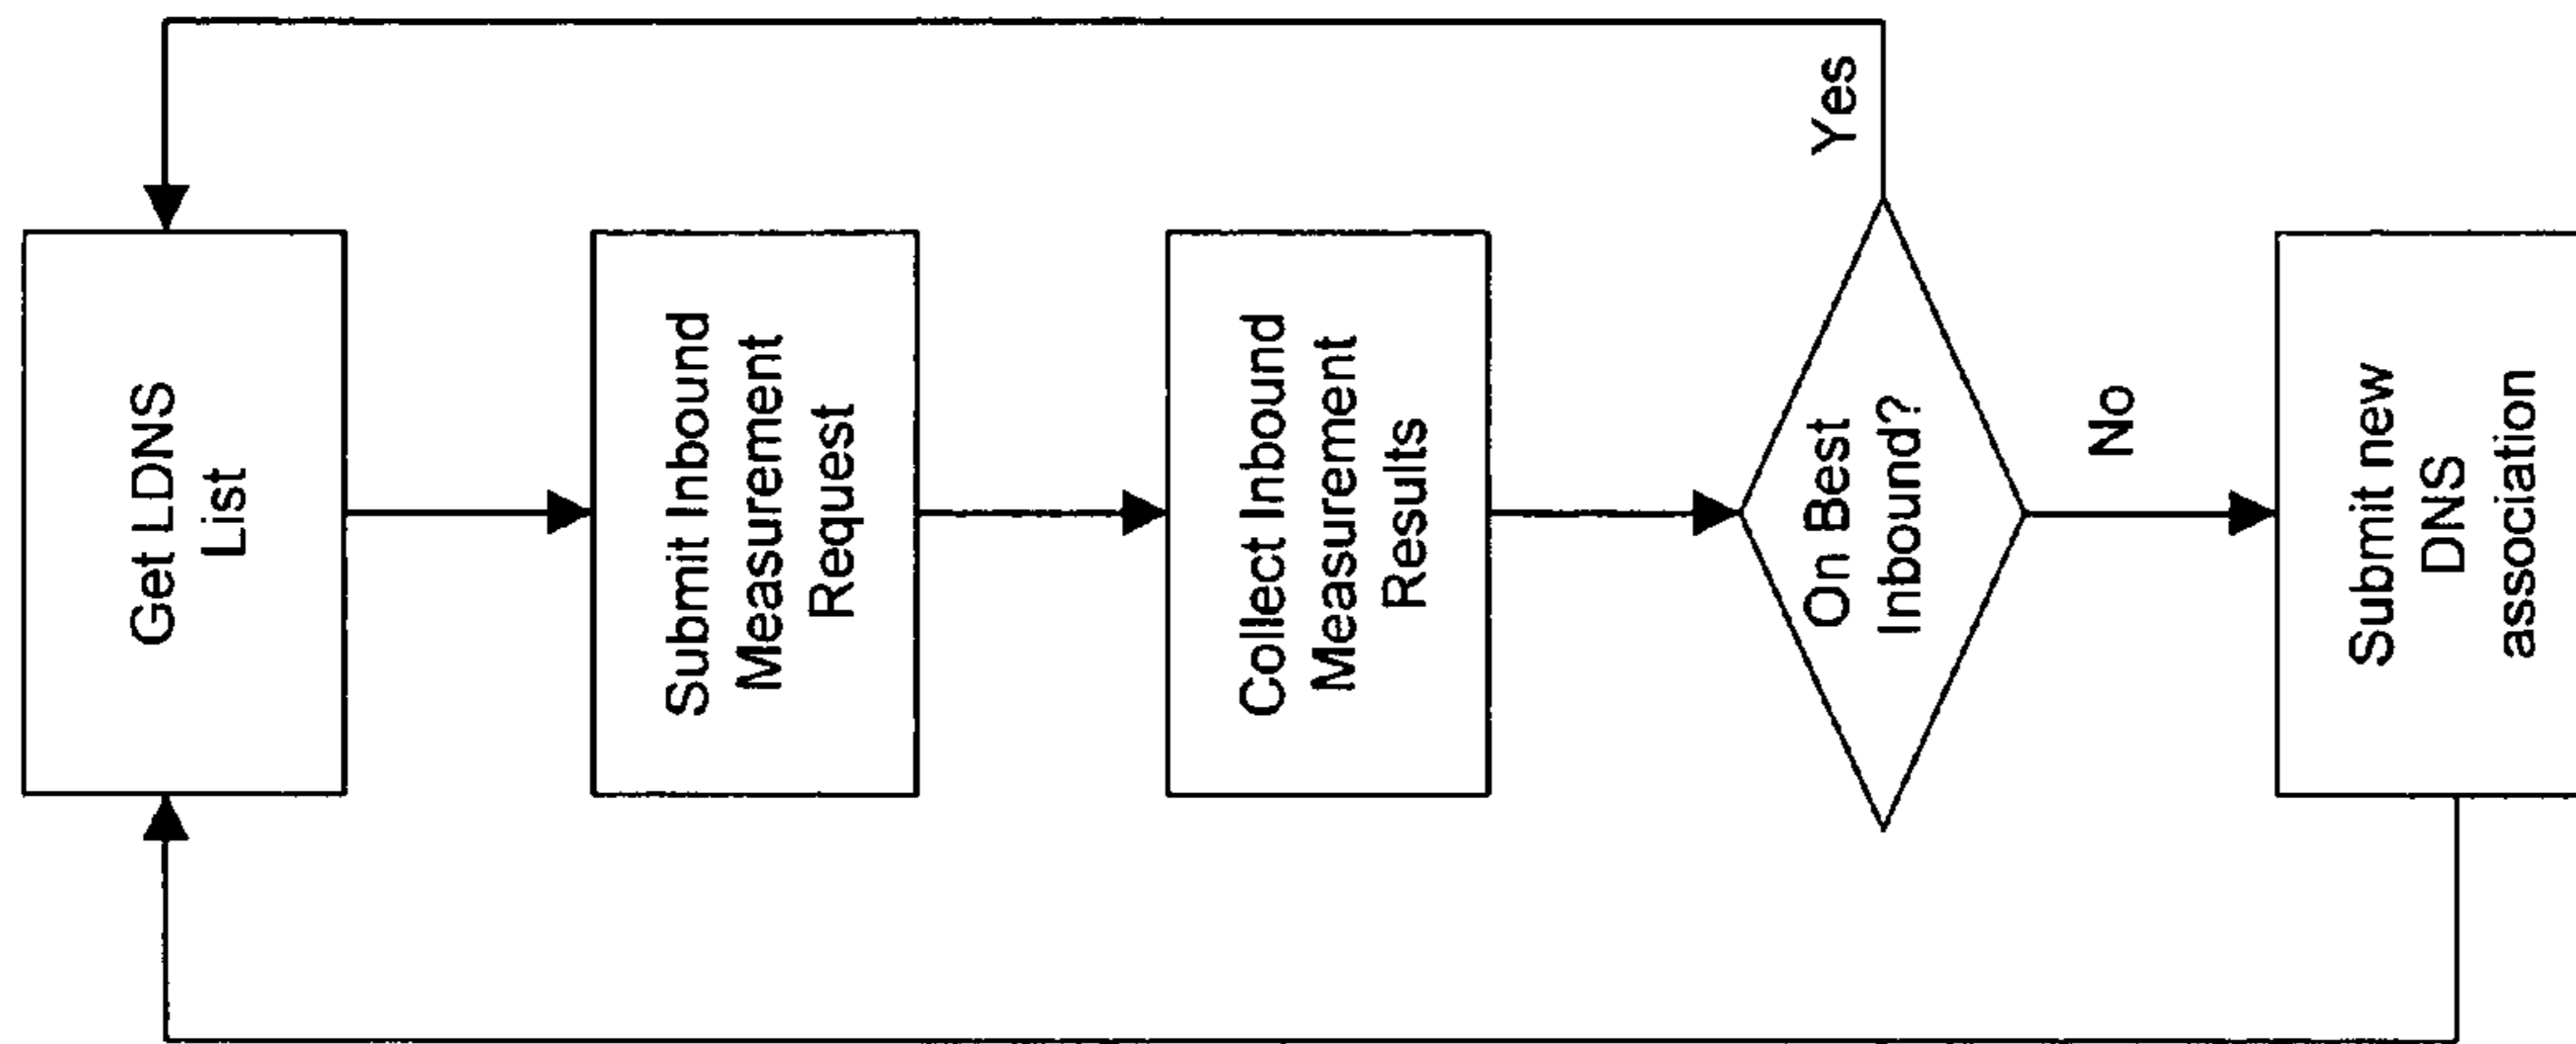 Get LDNS
List
Submit Inbound
Measurement
Request
Collect Inbound
Measurement
Results
On Best
Inbound?
Yes
No
Submit new
DNS
association